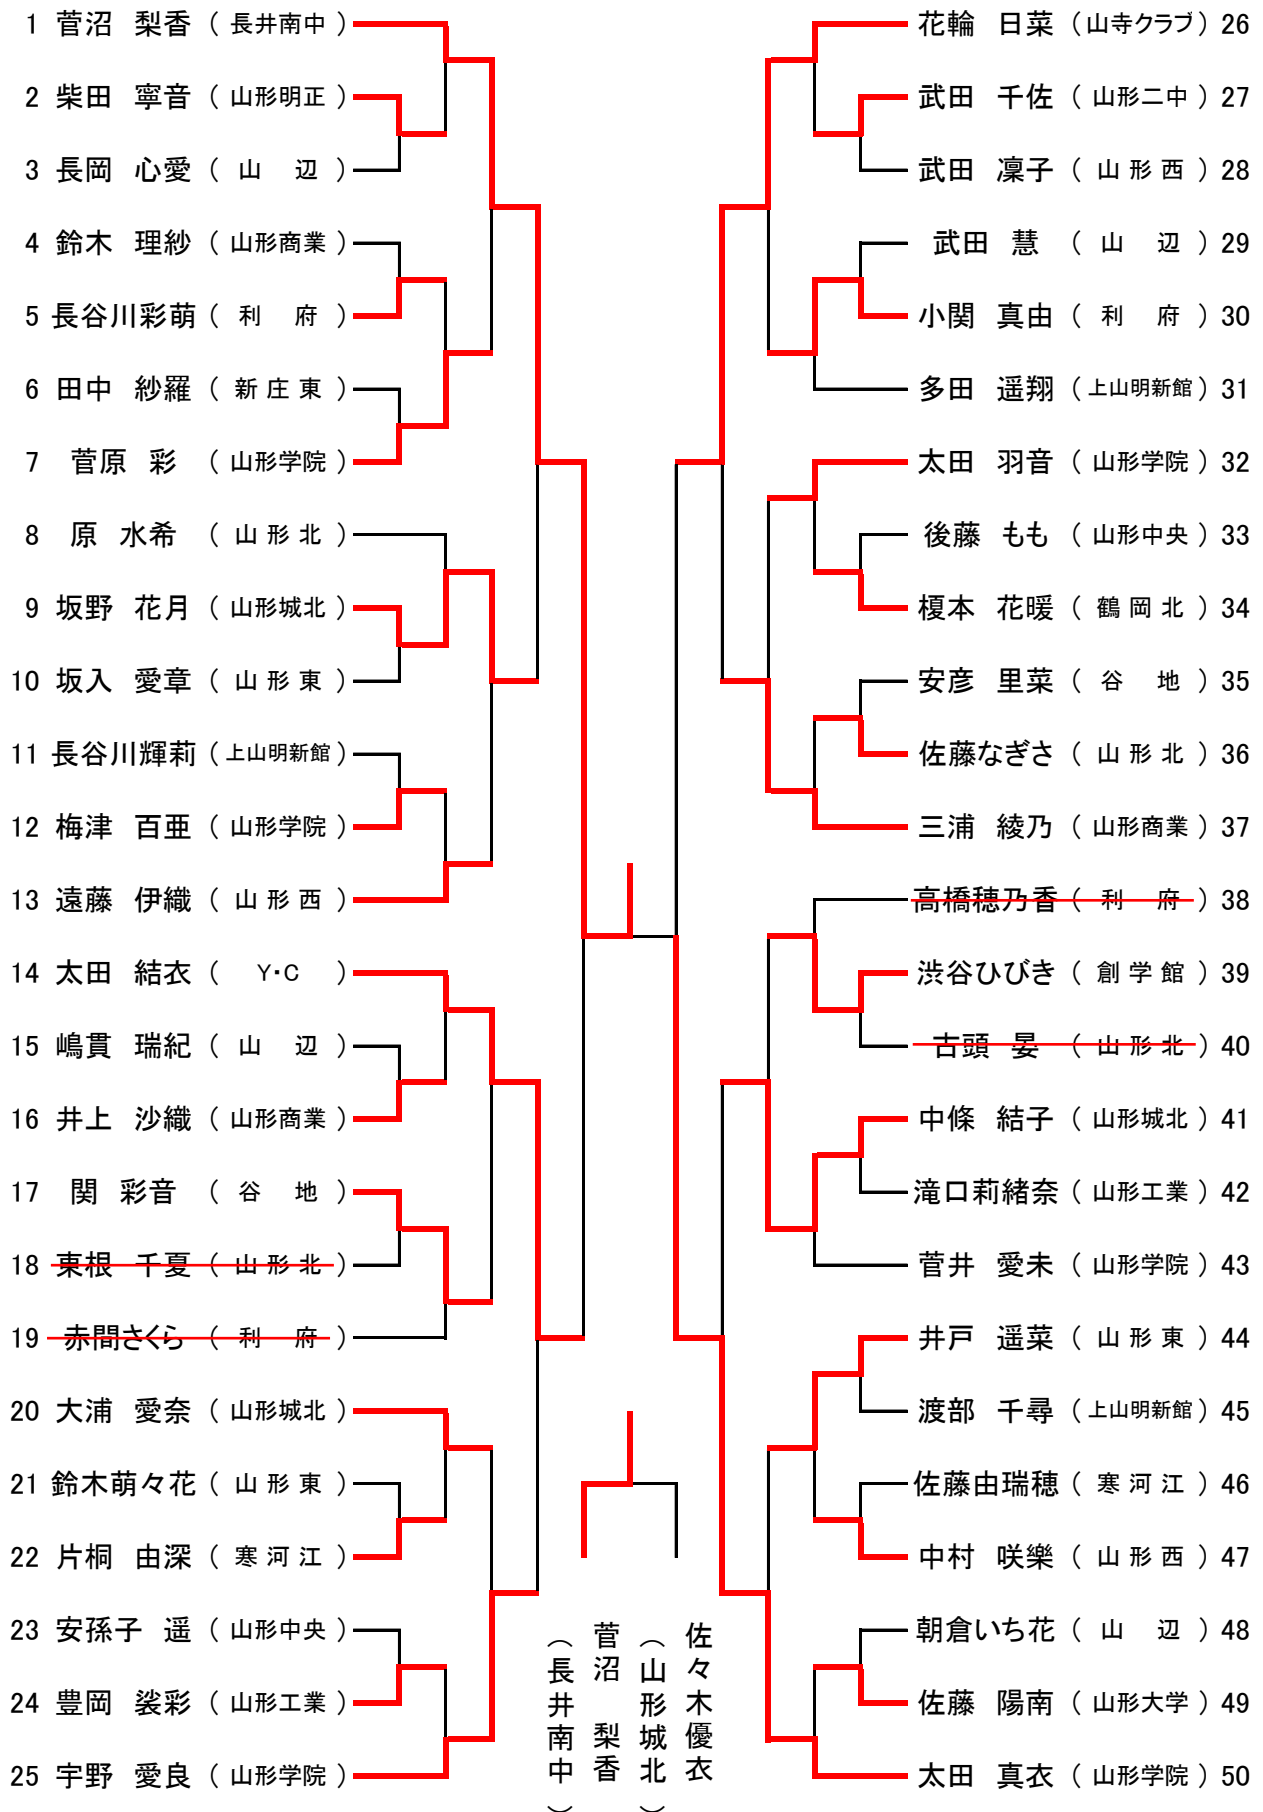 1 菅沼 梨香 ( 長井南中 )
2 柴田 寧音 ( 山形明正 )
3 長岡 心愛 ( 山 辺 )
4 鈴木 理紗 ( 山形商業 )
5 長谷川彩萌 ( 利 府 )
6 田中 紗羅 ( 新 庄 東 )
7 菅原 彩 ( 山形学院 )
8 原 水希 ( 山 形 北 )
9 坂野 花月 ( 山形城北 )
10 坂入 愛章 ( 山 形 東 )
11 長谷川輝莉 ( 上山明新館 )
12 梅津 百亜 ( 山形学院 )
13 遠藤 伊織 ( 山 形 西 )
14 太田 結衣 ( Y・C )
15 嶋貫 瑞紀 ( 山 辺 )
16 井上 沙織 ( 山形商業 )
17 関 彩音 ( 谷 地 )
18 東根 千夏 ( 山 形 北 )
19 赤間さくら ( 利 府 )
20 大浦 愛奈 ( 山形城北 )
21 鈴木萌々花 ( 山 形 東 )
22 片桐 由深 ( 寒 河 江 )
23 安孫子 遥 ( 山形中央 )
24 豊岡 裟彩 ( 山形工業 )
25 宇野 愛良 ( 山形学院 )
花輪 日菜 ( 山寺クラブ ) 26
武田 千佐 ( 山形二中 ) 27
武田 凜子 ( 山 形 西 ) 28
武田 慧 ( 山 辺 ) 29
小関 真由 ( 利 府 ) 30
多田 遥翔 ( 上山明新館 ) 31
太田 羽音 ( 山形学院 ) 32
後藤 もも ( 山形中央 ) 33
榎本 花暖 ( 鶴 岡 北 ) 34
安彦 里菜 ( 谷 地 ) 35
佐藤なぎさ ( 山 形 北 ) 36
三浦 綾乃 ( 山形商業 ) 37
高橋穂乃香 ( 利 府 ) 38
渋谷ひびき ( 創 学 館 ) 39
古頭 晏 ( 山 形 北 ) 40
中條 結子 ( 山形城北 ) 41
滝口莉緒奈 ( 山形工業 ) 42
菅井 愛未 ( 山形学院 ) 43
井戸 遥菜 ( 山 形 東 ) 44
渡部 千尋 ( 上山明新館 ) 45
佐藤由瑞穂 ( 寒 河 江 ) 46
中村 咲樂 ( 山 形 西 ) 47
朝倉いち花 ( 山 辺 ) 48
佐藤 陽南 ( 山形大学 ) 49
太田 真衣 ( 山形学院 ) 50
佐々木優衣
(山形城北)
菅沼 梨香
(長井南中)